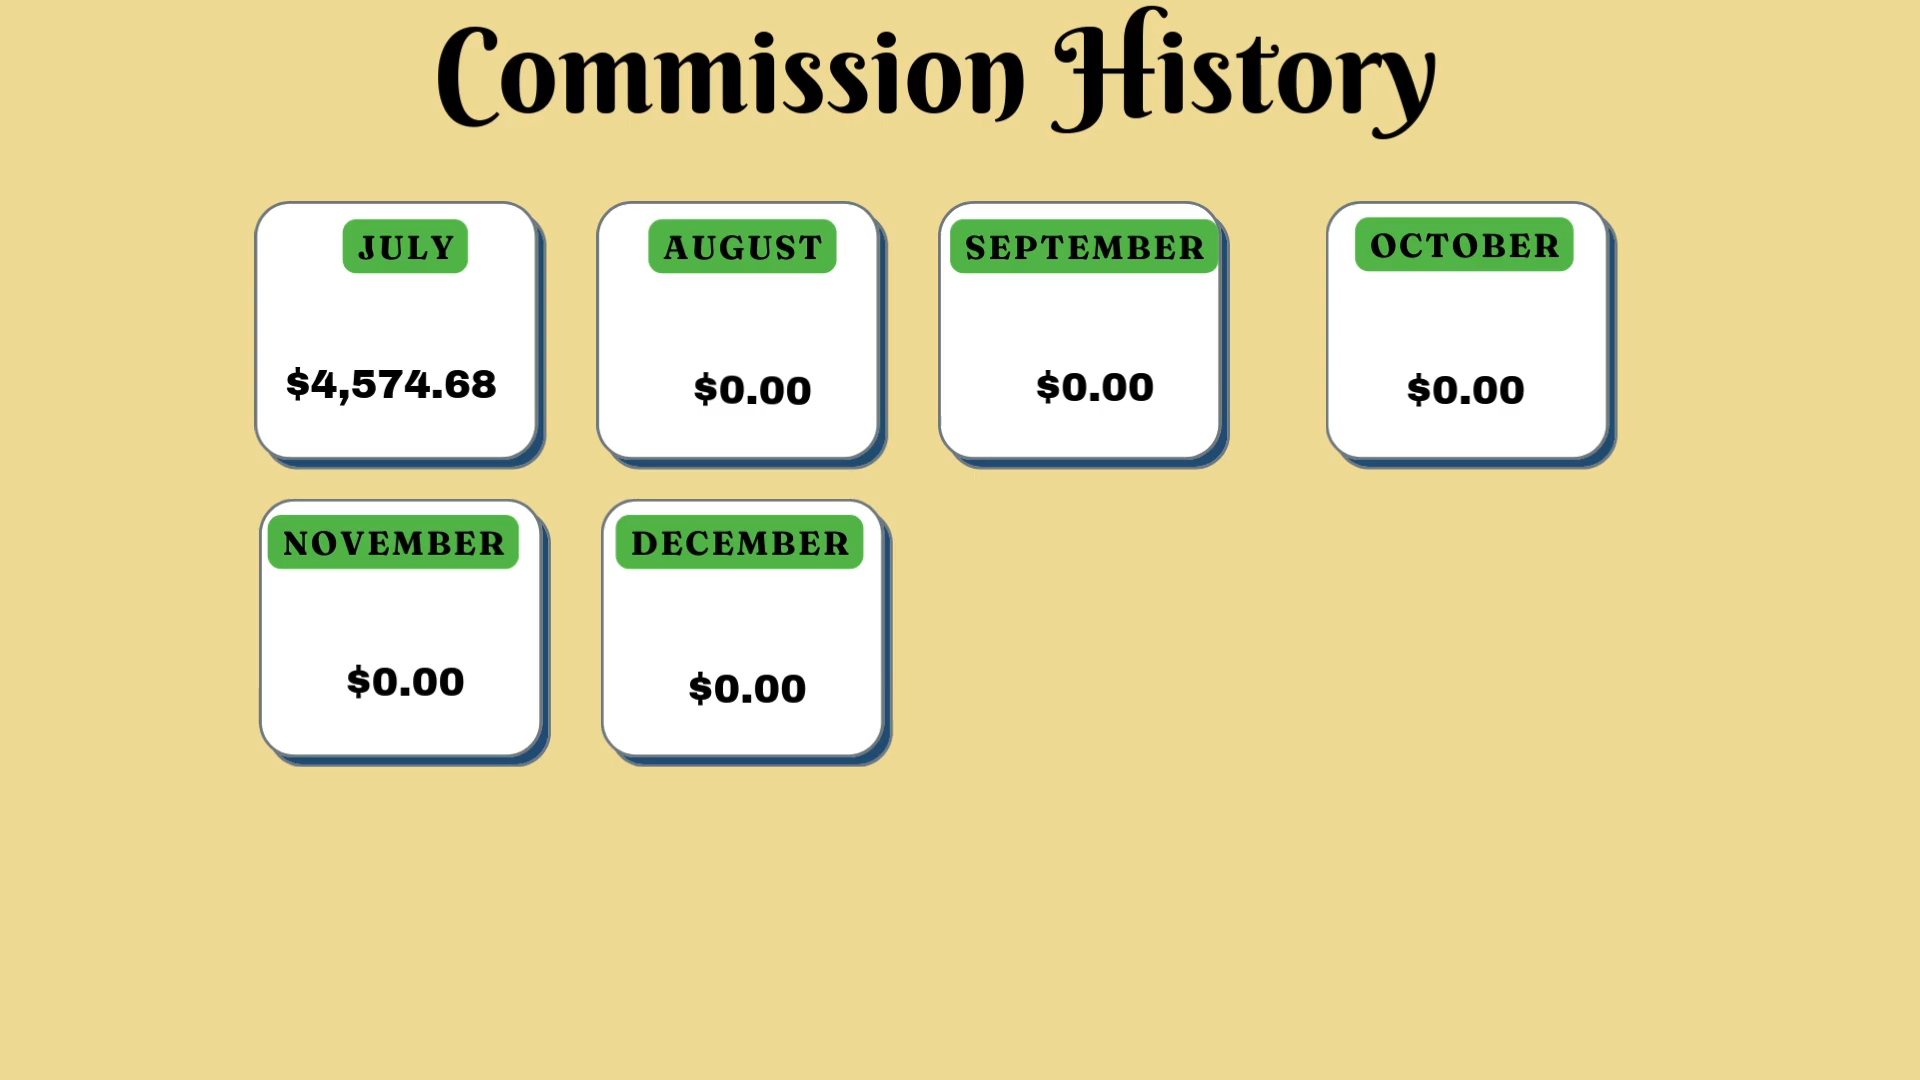 Commission History
JULY
$4,574.68
AUGUST
$0.00
SEPTEMBER
$0.00
OCTOBER
$0.00
NOVEMBER
$0.00
DECEMBER
$0.00